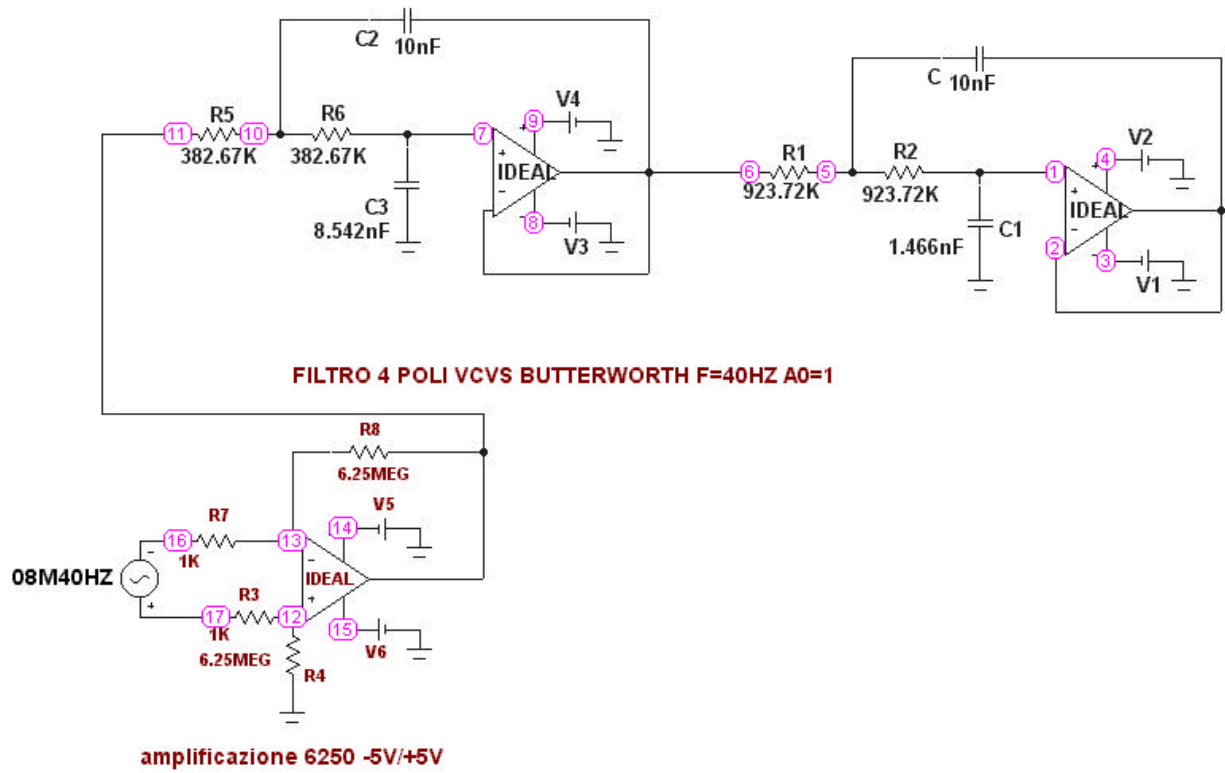 C2
10nF
C
10nF
R5
R6
V4
11
10
7
9
382.67K
382.67K
IDEAL
C3
8.542nF
8
V3
R1
R2
V2
6
5
1
4
923.72K
923.72K
IDEAL
C1
1.466nF
2
3
V1
FILTRO 4 POLI VCVS BUTTERWORTH F=40HZ A0=1
R8
6.25MEG
R7
V5
16
13
14
1K
08M40HZ
IDEAL
R3
17
12
15
1K
6.25MEG
R4
V6
amplificazione 6250 -5V/+5V